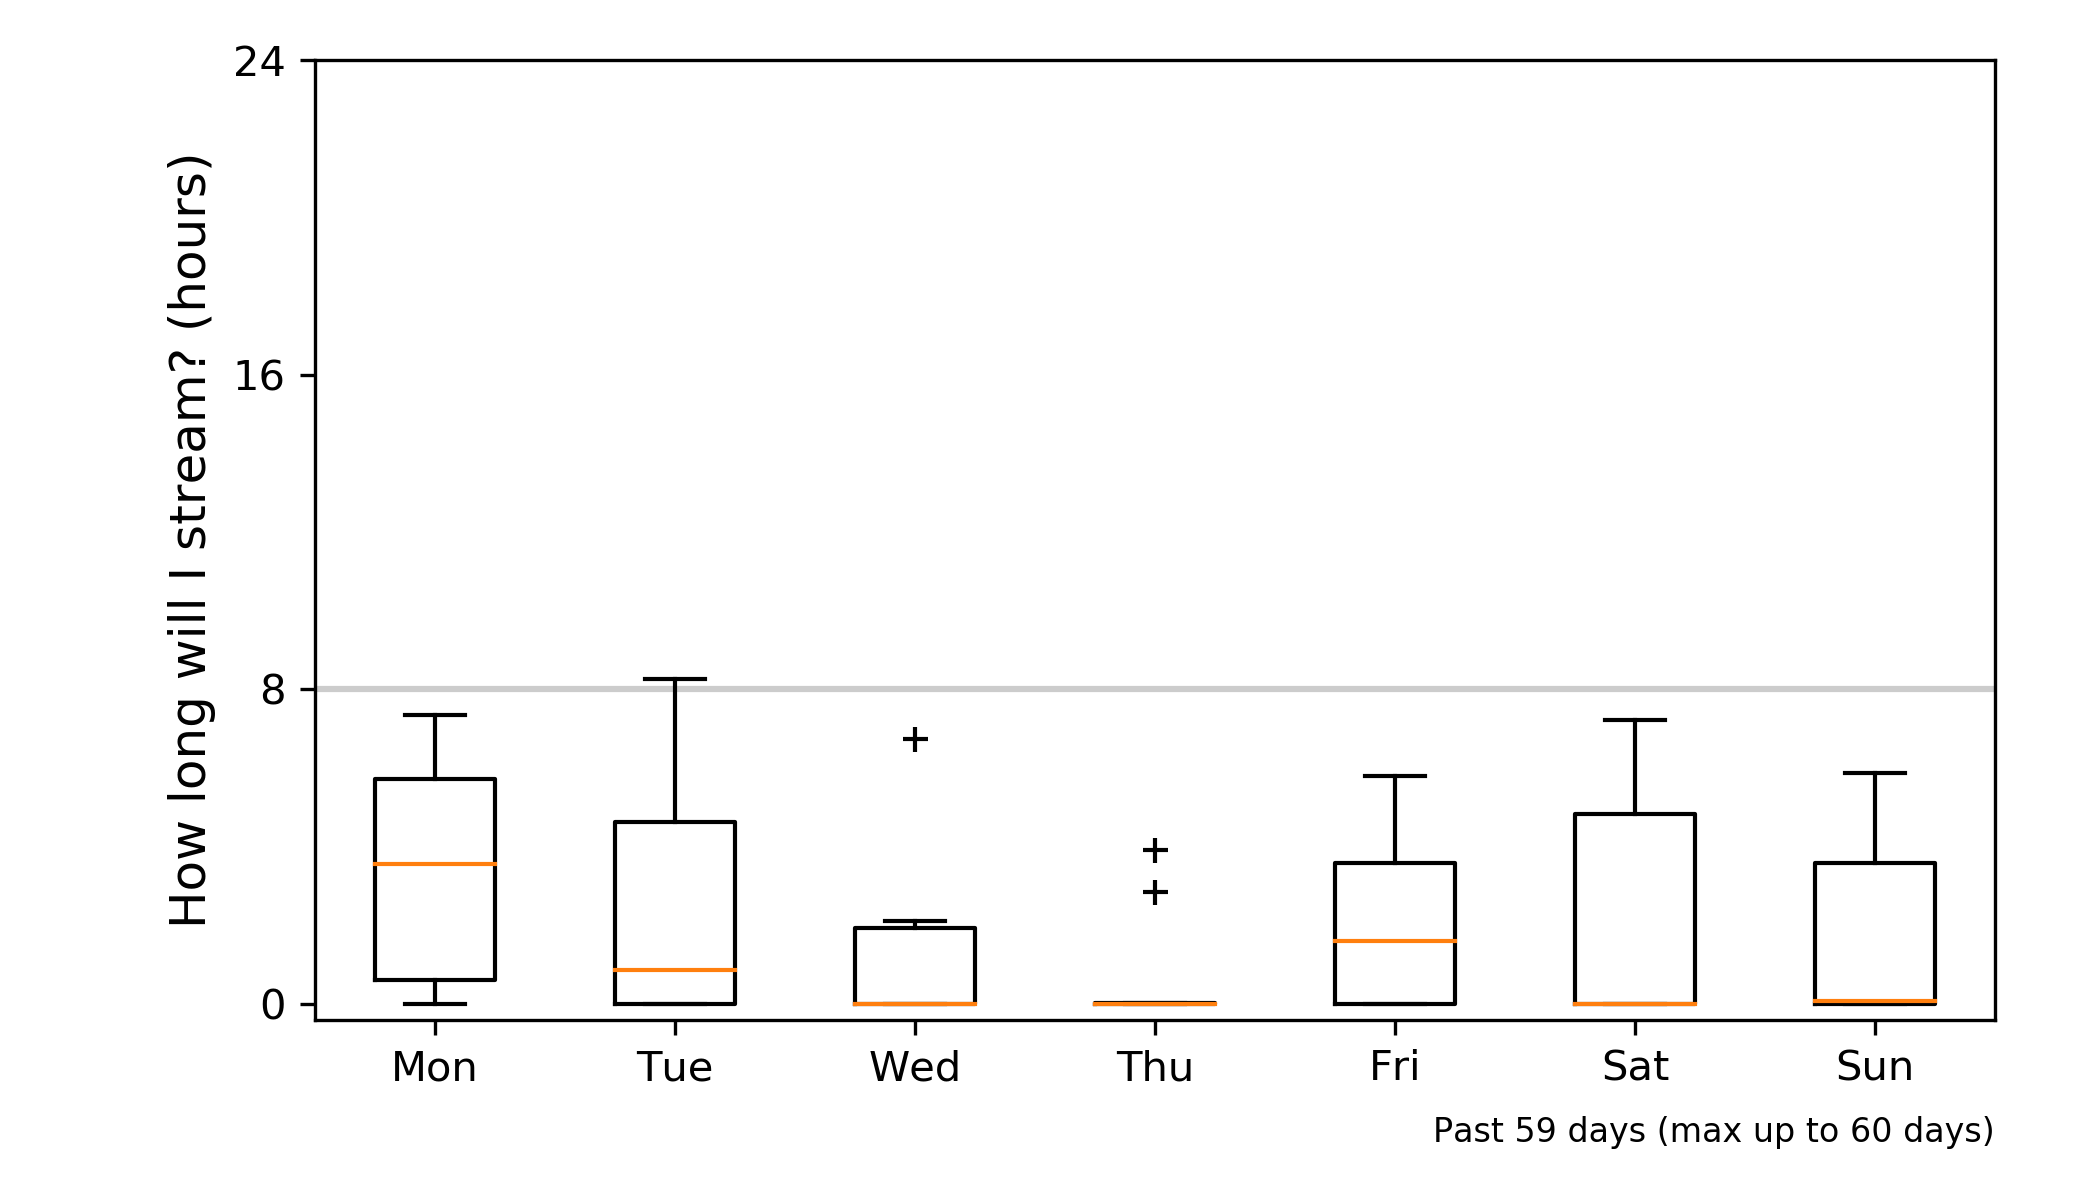 How long will I stream? (hours)
24
16
8
0
Mon Tue Wed Thu Fri Sat Sun
Past 59 days (max up to 60 days)